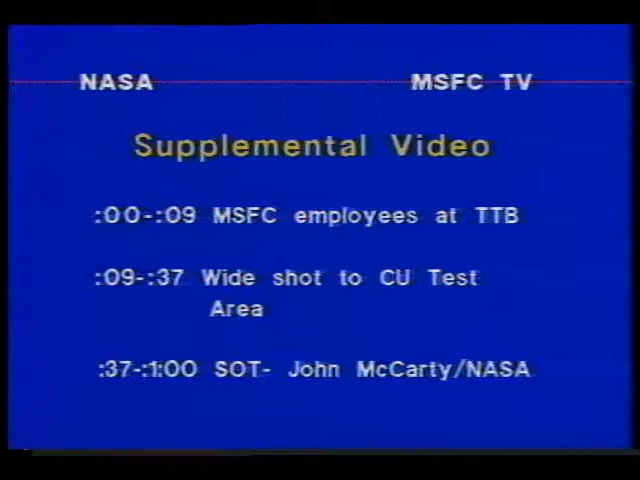 NASA MSFC TV
Supplemental Video
:00-:09 MSFC employees at TTB
:09-:37 Wide shot to CU Test
Area
:37-:1:00 SOT- John McCarty/NASA